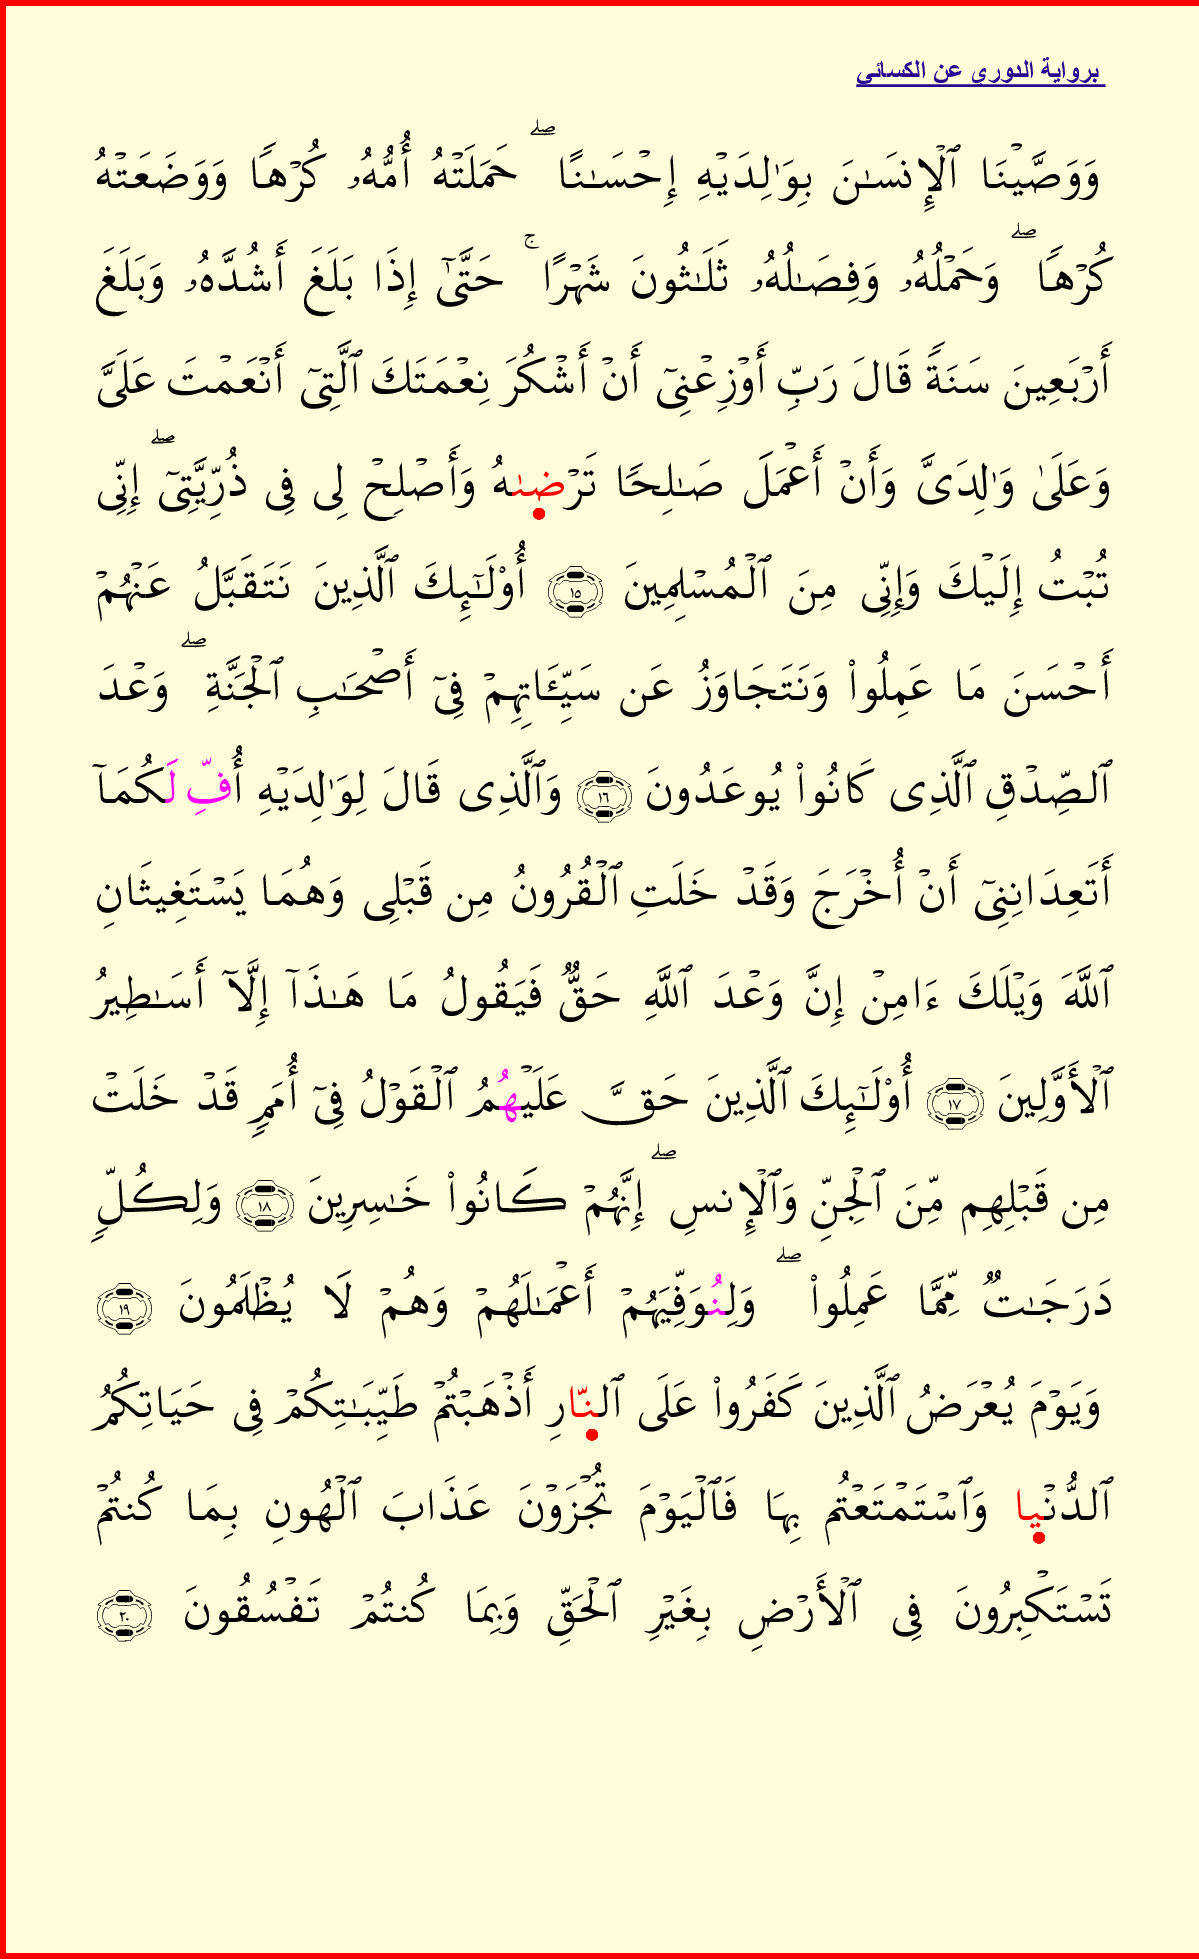 برواية الدوري عن الكسائي
وَوَصَّيْنَا ٱلْإِنسَـٰنَ بِوَٰلِدَيْهِ إِحْسَـٰنًا ۖ حَمَلَتْهُ أُمُّهُۥ كُرْهًا وَوَضَعَتْهُ
كُرْهًا ۖ وَحَمْلُهُۥ وَفِصَـٰلُهُۥ ثَلَـٰثُونَ شَهْرًا ۚ حَتَّىٰٓ إِذَا بَلَغَ أَشُدَّهُۥ وَبَلَغَ
أَرْبَعِينَ سَنَةً قَالَ رَبِّ أَوْزِعْنِىٓ أَنْ أَشْكُرَ نِعْمَتَكَ ٱلَّتِىٓ أَنْعَمْتَ عَلَىَّ
وَعَلَىٰ وَٰلِدَىَّ وَأَنْ أَعْمَلَ صَـٰلِحًا تَرْضىٰهُ وَأَصْلِحْ لِى فِى ذُرِّيَّتِىٓ ۖ إِنِّى
تُبْتُ إِلَيْكَ وَإِنِّى مِنَ ٱلْمُسْلِمِينَ ١٥ أُو۟لَـٰٓئِكَ ٱلَّذِينَ نَتَقَبَّلُ عَنْهُمْ
أَحْسَنَ مَا عَمِلُوا۟ وَنَتَجَاوَزُ عَن سَيِّـَٔاتِهِمْ فِىٓ أَصْحَـٰبِ ٱلْجَنَّةِ ۖ وَعْدَ
ٱلصِّدْقِ ٱلَّذِى كَانُوا۟ يُوعَدُونَ ١٦ وَٱلَّذِى قَالَ لِوَٰلِدَيْهِ أُفِّ لَكُمَآ
أَتَعِدَانِنِىٓ أَنْ أُخْرَجَ وَقَدْ خَلَتِ ٱلْقُرُونُ مِن قَبْلِى وَهُمَا يَسْتَغِيثَانِ
ٱللَّهَ وَيْلَكَ ءَامِنْ إِنَّ وَعْدَ ٱللَّهِ حَقٌّ فَيَقُولُ مَا هَـٰذَآ إِلَّآ أَسَـٰطِيرُ
ٱلْأَوَّلِينَ ١٧ أُو۟لَـٰٓئِكَ ٱلَّذِينَ حَقَّ عَلَيْهُمُ ٱلْقَوْلُ فِىٓ أُمَمٍ قَدْ خَلَتْ
مِن قَبْلِهِم مِّنَ ٱلْجِنِّ وَٱلْإِنسِ ۖ إِنَّهُمْ كَانُوا۟ خَـٰسِرِينَ ١٨ وَلِكُلٍّ
دَرَجَـٰتٌ مِّمَّا عَمِلُوا۟ ۖ وَلِنُوَفِّيَهُمْ أَعْمَـٰلَهُمْ وَهُمْ لَا يُظْلَمُونَ ١٩
وَيَوْمَ يُعْرَضُ ٱلَّذِينَ كَفَرُوا۟ عَلَى ٱلنّارِ أَذْهَبْتُمْ طَيِّبَـٰتِكُمْ فِى حَيَاتِكُمُ
ٱلدُّنْيا وَٱسْتَمْتَعْتُم بِهَا فَٱلْيَوْمَ تُجْزَوْنَ عَذَابَ ٱلْهُونِ بِمَا كُنتُمْ
تَسْتَكْبِرُونَ فِى ٱلْأَرْضِ بِغَيْرِ ٱلْحَقِّ وَبِمَا كُنتُمْ تَفْسُقُونَ ٢٠